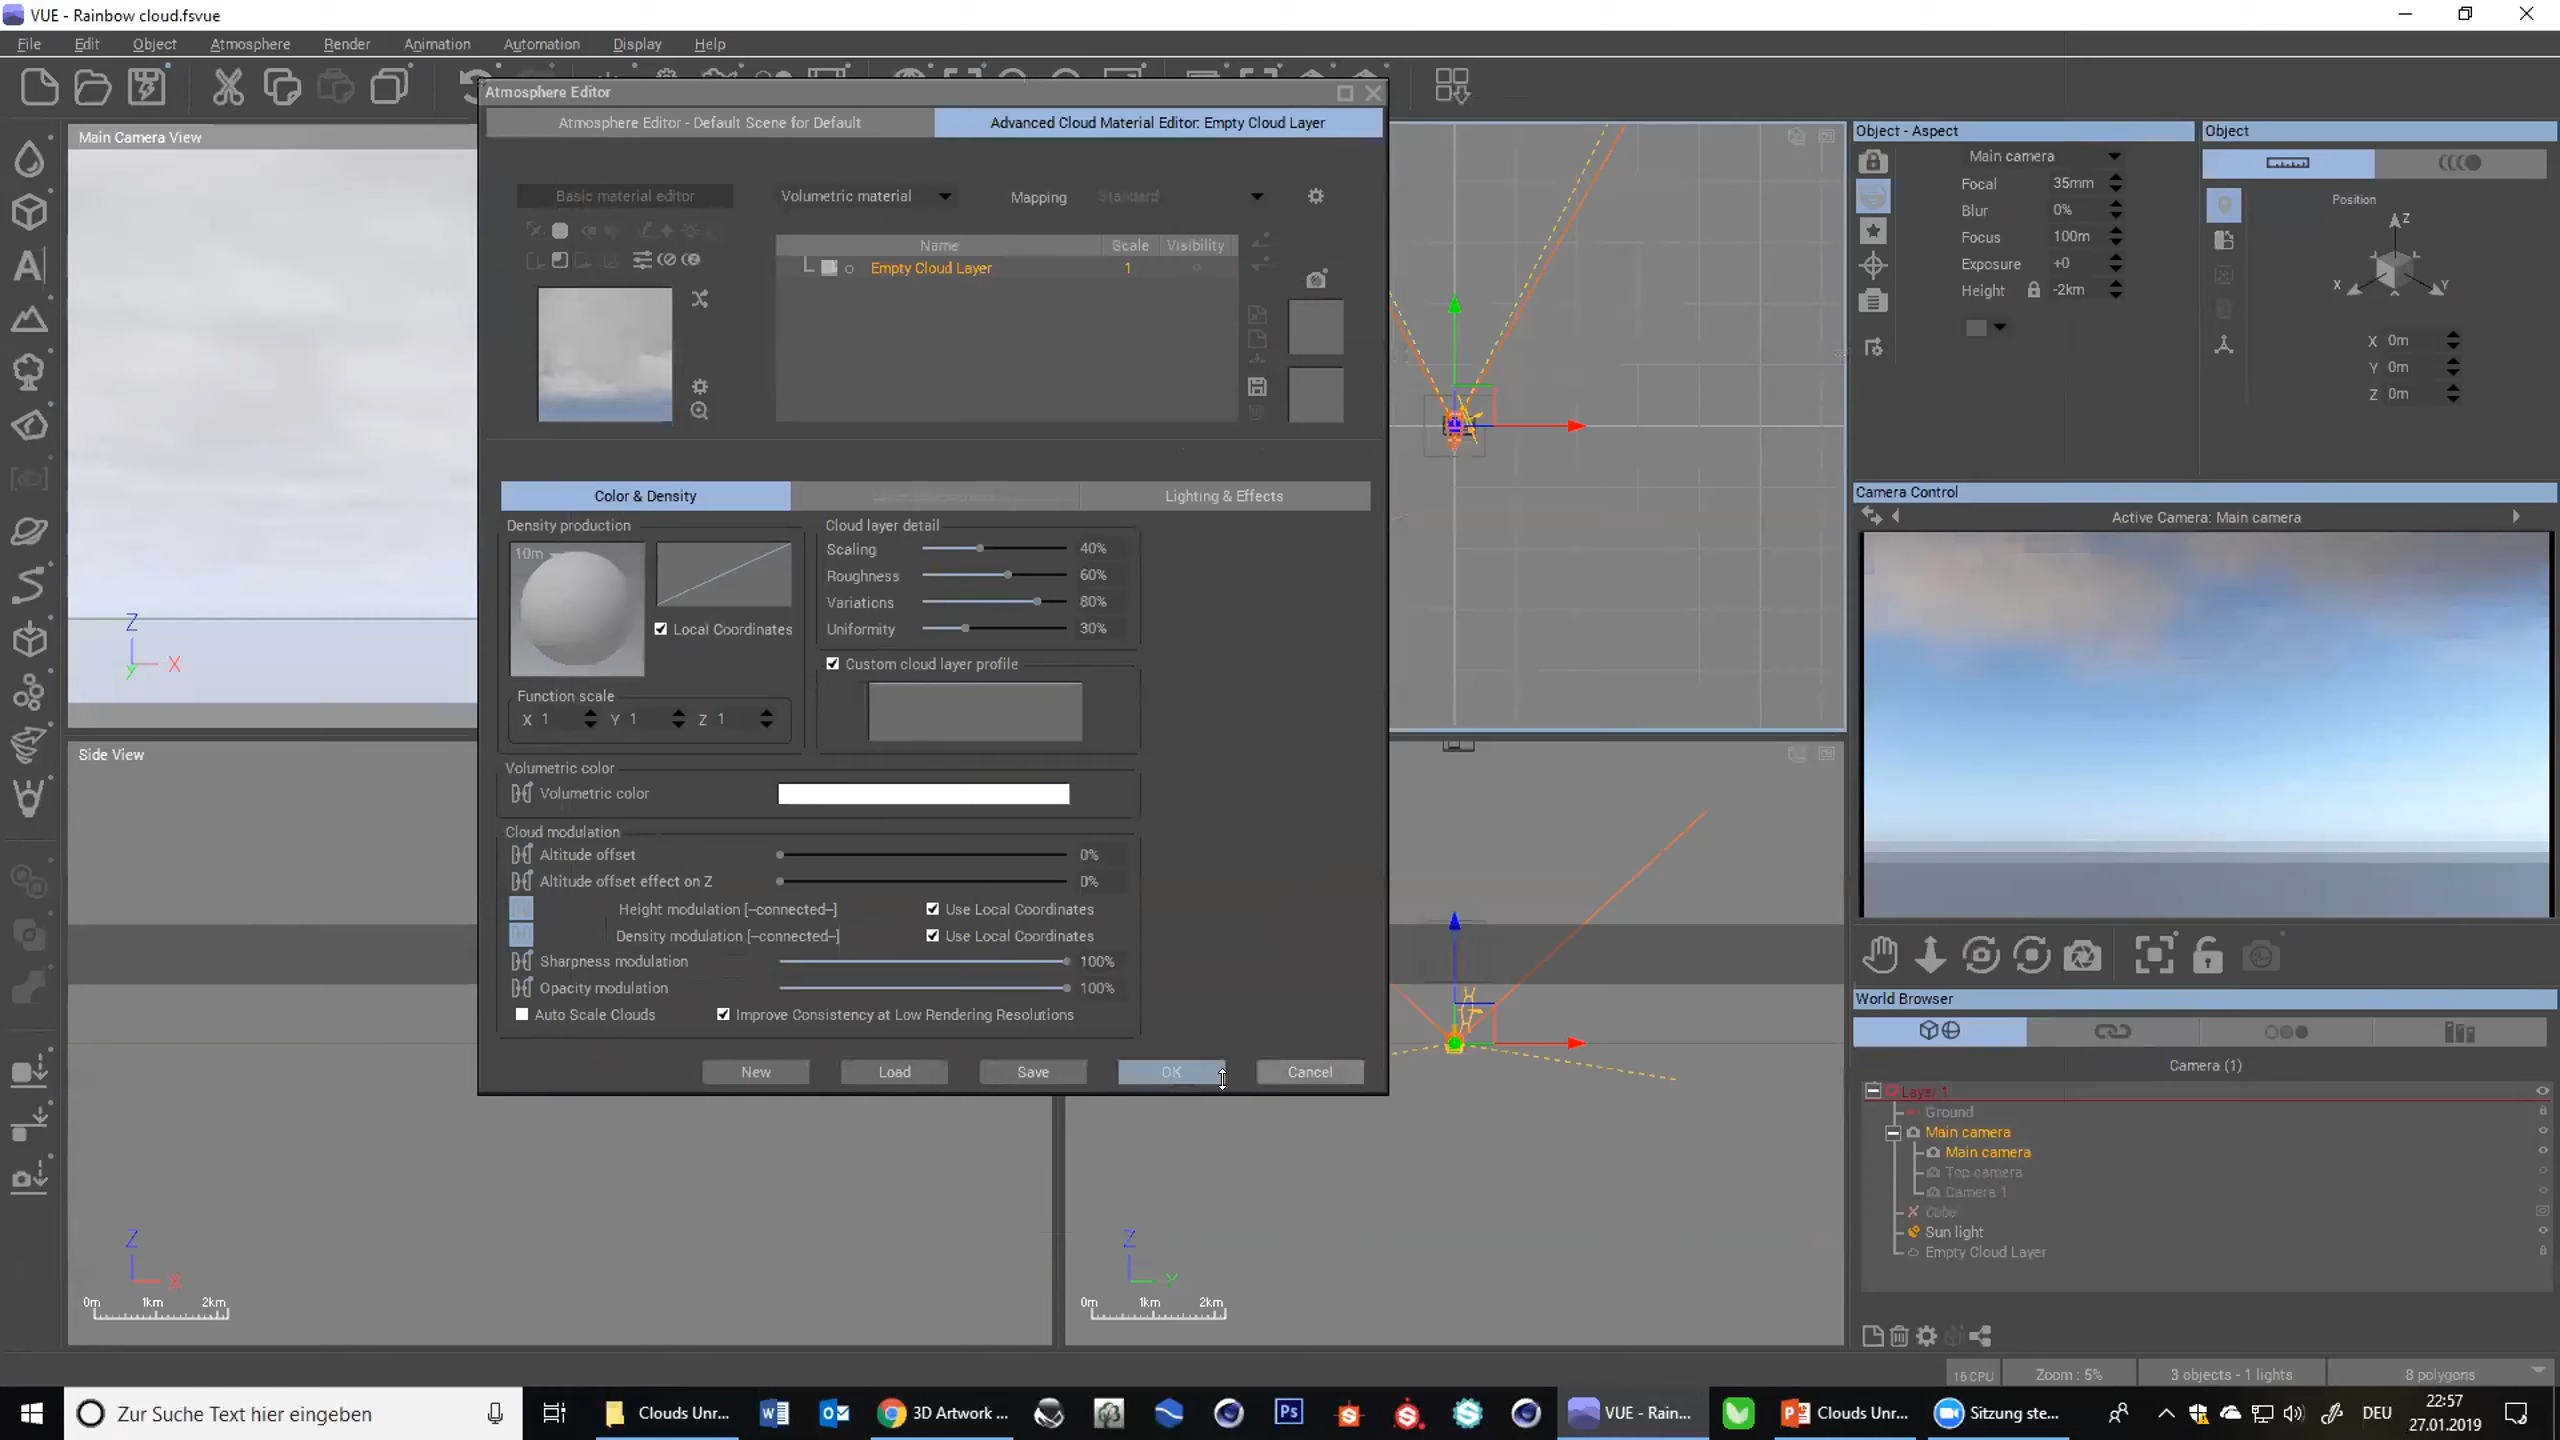 VUE - Rainbow cloud.fsvue
File Edit Object Atmosphere Render Animation Automation Display Help
Main Camera View
Atmosphere Editor
Atmosphere Editor - Default Scene for Default
Advanced Cloud Material Editor: Empty Cloud Layer
Basic material editor
Volumetric material
Mapping
Standard
Name Scale Visibility
Empty Cloud Layer 1
Color & Density
Lighting & Effects
Density production
10m
Local Coordinates
Function scale
X 1 Y 1 Z 1
Cloud layer detail
Scaling 40%
Roughness 60%
Variations 80%
Uniformity 30%
Custom cloud layer profile
Volumetric color
Volumetric color
Cloud modulation
Altitude offset 0%
Altitude offset effect on Z 0%
Height modulation [--connected--] Use Local Coordinates
Density modulation [--connected--] Use Local Coordinates
Sharpness modulation 100%
Opacity modulation 100%
Auto Scale Clouds Improve Consistency at Low Rendering Resolutions
New Load Save OK Cancel
Z
X
Y
Side View
Z
X
0m 1km 2km
Z
Y
0m 1km 2km
Object - Aspect
Main camera
Focal 35mm
Blur 0%
Focus 100m
Exposure +0
Height -2km
Object
Position
Z
X Y
X 0m
Y 0m
Z 0m
Camera Control
Active Camera: Main camera
World Browser
Camera (1)
Layer 1
Ground
Main camera
Main camera
Top camera
Camera 1
Cube
Sun light
Empty Cloud Layer
16 CPU Zoom : 5% 3 objects - 1 lights 8 polygons
Zur Suche Text hier eingeben
Clouds Unr...
3D Artwork ...
Ps
VUE - Rain...
Clouds Unr...
Sitzung ste...
DEU
22:57
27.01.2019